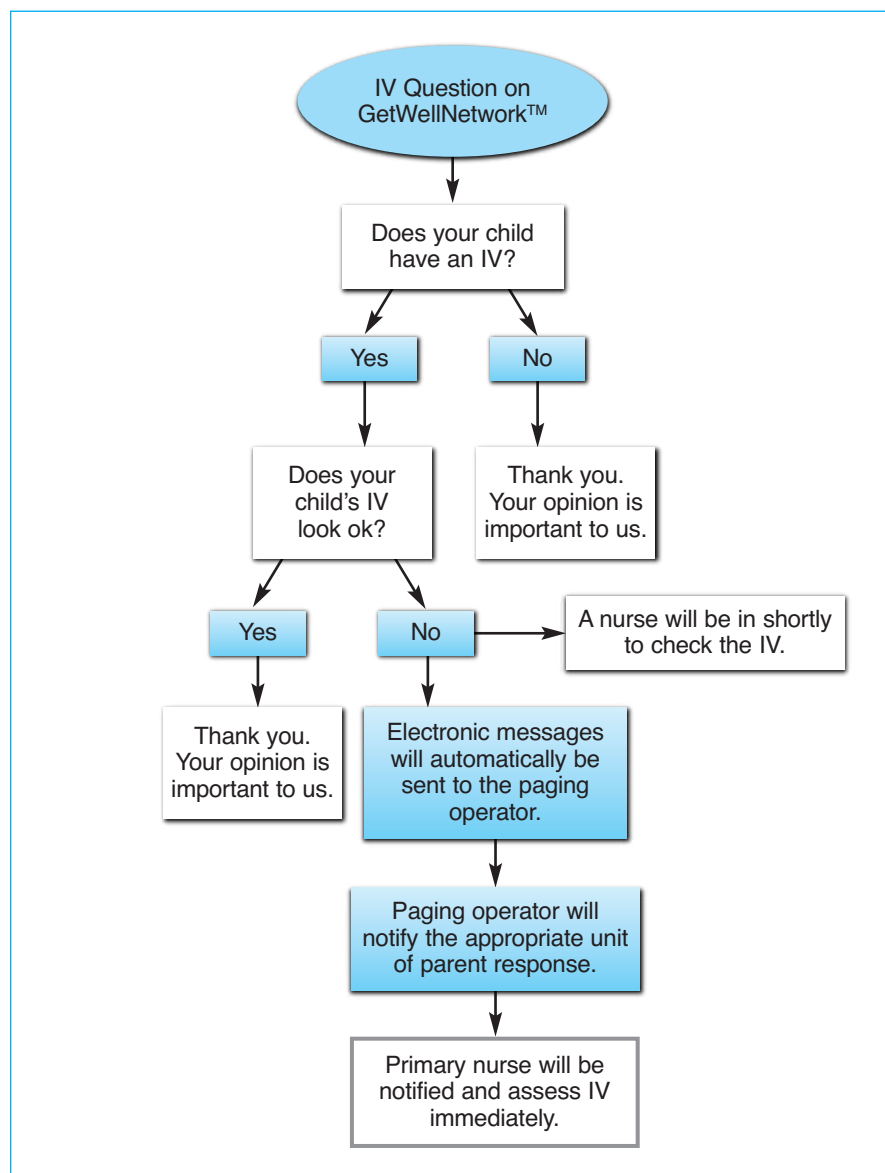 IV Question on
GetWellNetwork™
Does your child
have an IV?
Yes
No
Does your
child’s IV
look ok?
Thank you.
Your opinion is
important to us.
Yes
No
A nurse will be in shortly
to check the IV.
Thank you.
Your opinion is
important to us.
Electronic messages
will automatically be
sent to the paging
operator.
Paging operator will
notify the appropriate unit
of parent response.
Primary nurse will be
notified and assess IV
immediately.